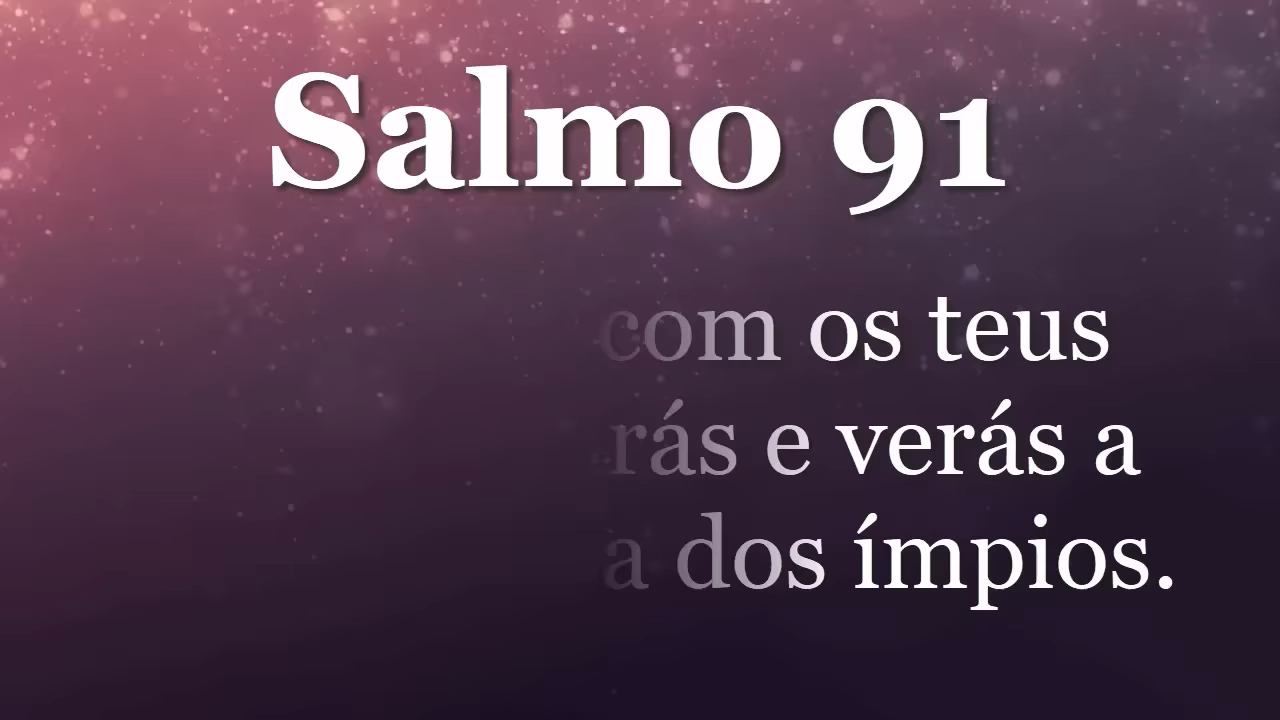 Salmo 91
com os teus
rás e verás a
a dos ímpios.